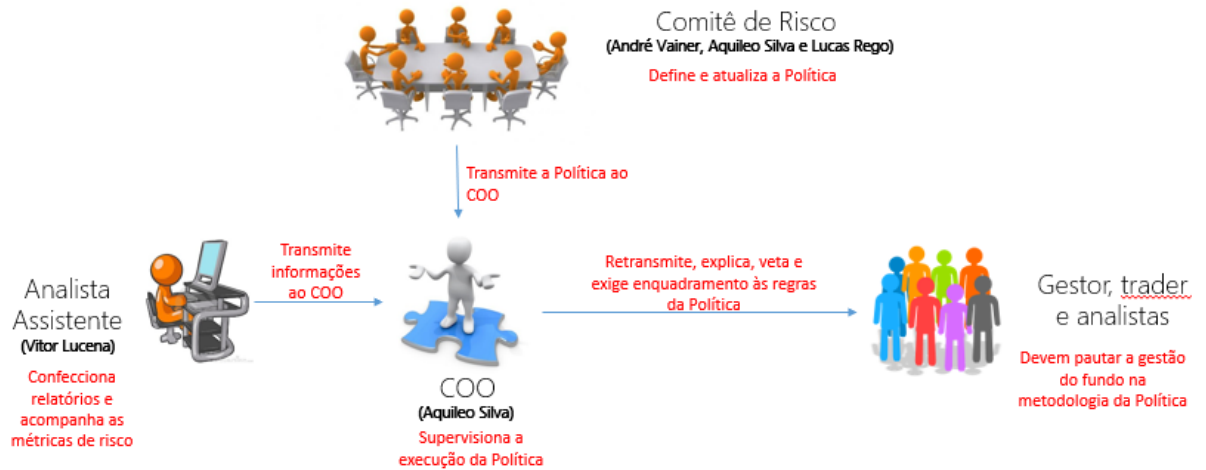 Comitê de Risco
(André Vainer, Aquileo Silva e Lucas Rego)
Define e atualiza a Política
Transmite a Política ao
COO
Analista
Assistente
(Vitor Lucena)
Confecciona
relatórios e
acompanha as
métricas de risco
Transmite
informações
ao COO
COO
(Aquileo Silva)
Supervisiona a
execução da Política
Retransmite, explica, veta e
exige enquadramento às regras
da Política
Gestor, trader
e analistas
Devem pautar a gestão
do fundo na
metodologia da Política